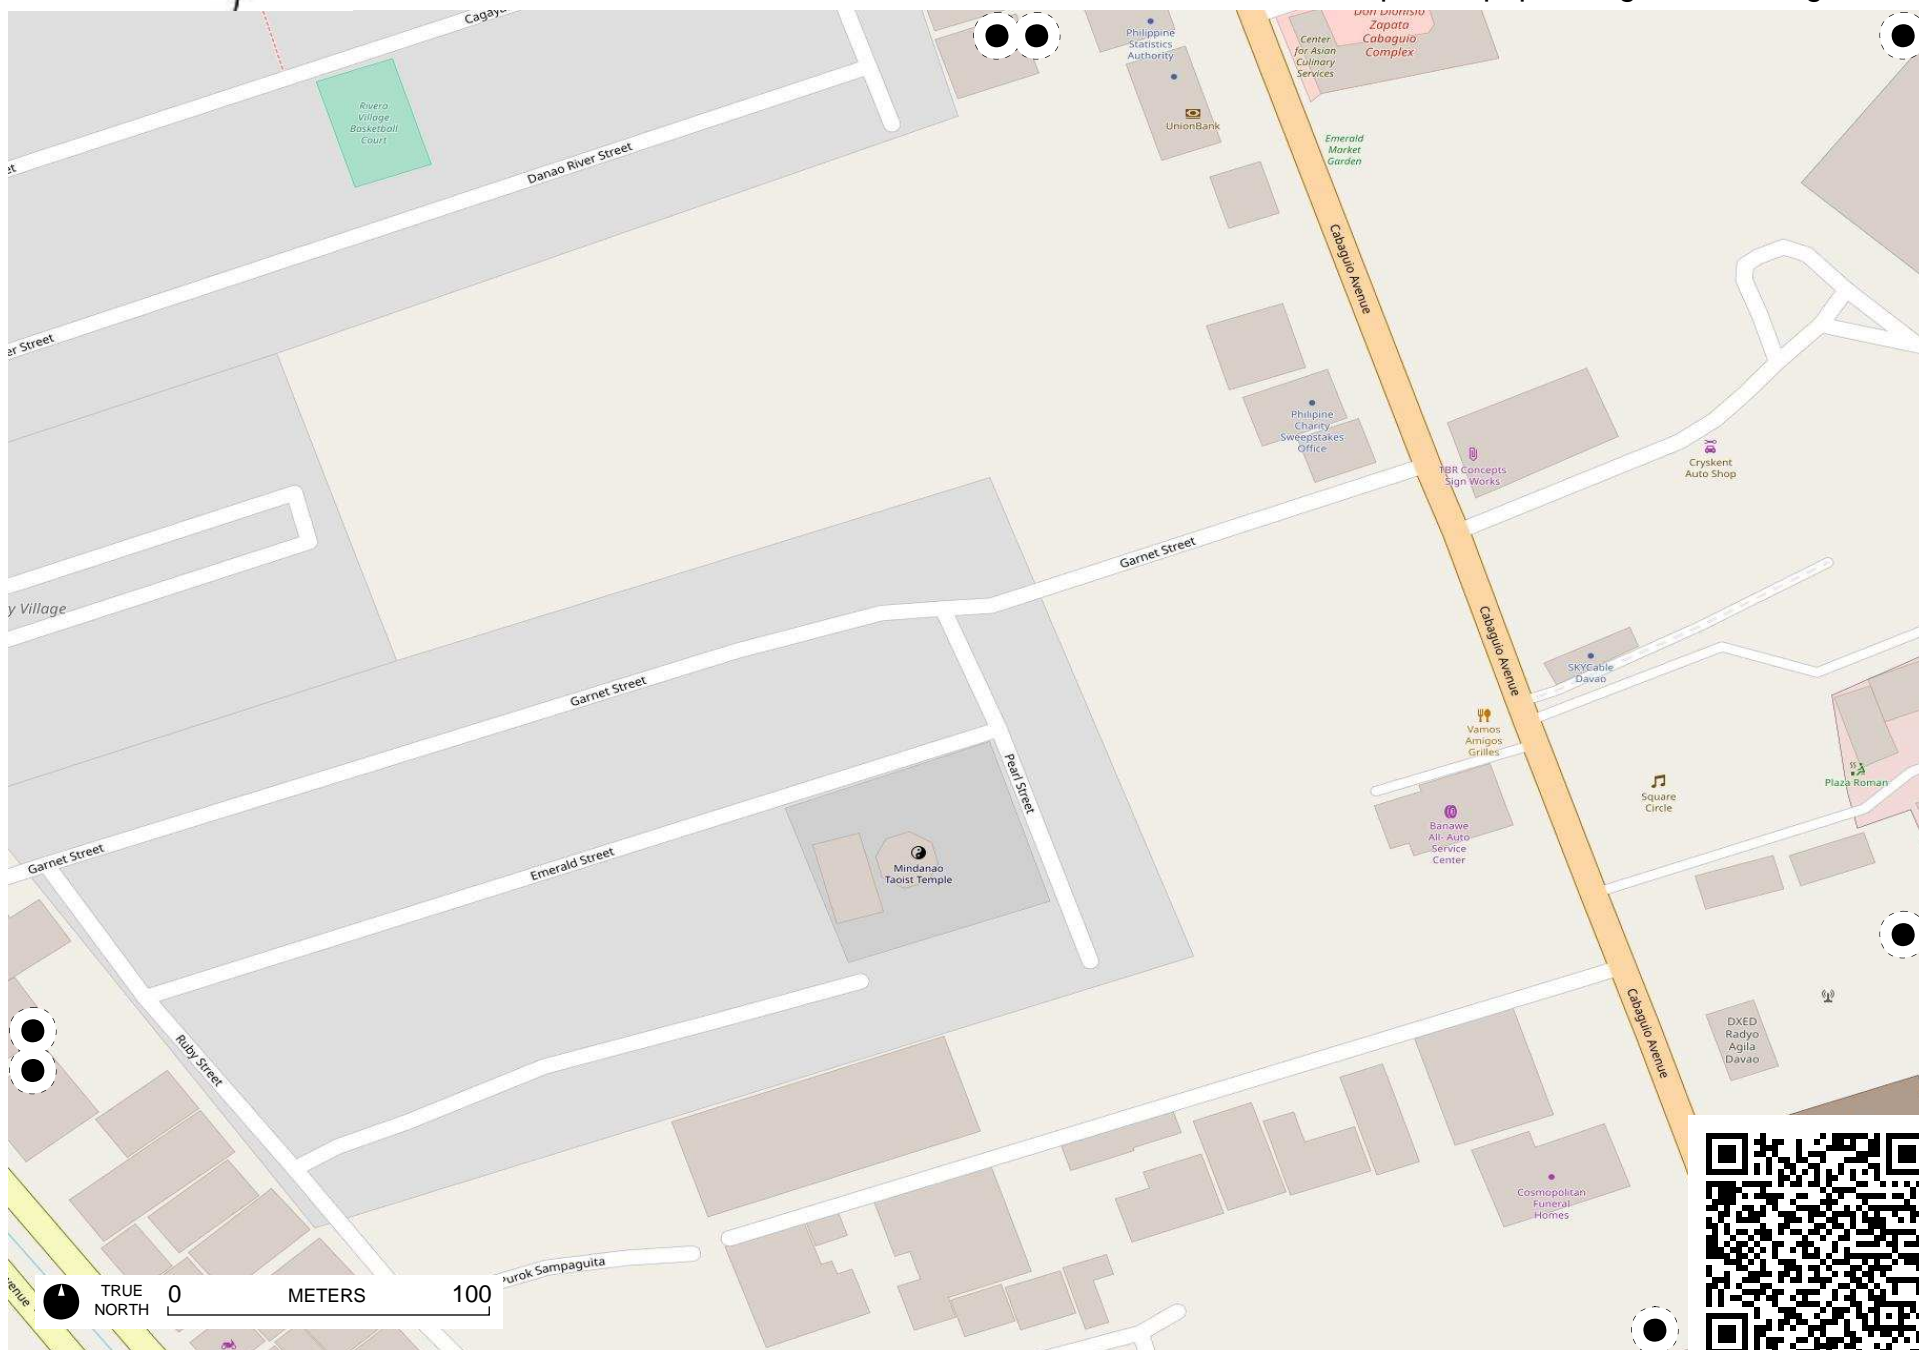 Philippine
Statistics
Authority
Center
for Asian
Culinary
Services
Don Dionisio
Zapata
Cabaguio
Complex
Rivera
Village
Basketball
Court
UnionBank
Emerald
Market
Garden
Danao River Street
Cabaguio Avenue
er Street
Philipine
Charity
Sweepstakes
Office
TBR Concepts
Sign Works
Cryskent
Auto Shop
Garnet Street
y Village
Cabaguio Avenue
SKYCable
Davao
Garnet Street
Vamos
Amigos
Grilles
Pearl Street
Plaza Roman
Square
Circle
Banawe
All- Auto
Service
Center
Garnet Street
Emerald Street
Mindanao
Taoist Temple
Ruby Street
Cabaguio Avenue
DXED
Radyo
Agila
Davao
Cosmopolitan
Funeral
Homes
Purok Sampaguita
TRUE
NORTH
0 METERS 100